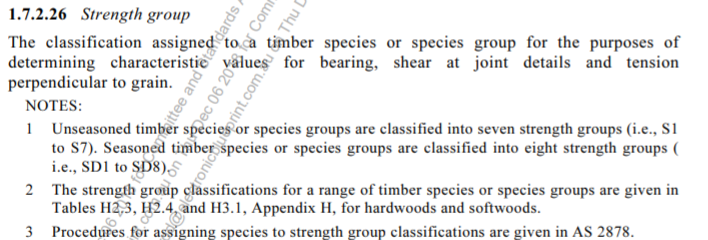 1.7.2.26 Strength group
The classification assigned to a timber species or species group for the purposes of
determining characteristic values for bearing, shear at joint details and tension
perpendicular to grain.
NOTES:
1 Unseasoned timber species or species groups are classified into seven strength groups (i.e., S1
to S7). Seasoned timber species or species groups are classified into eight strength groups (
i.e., SD1 to SD8).
2 The strength group classifications for a range of timber species or species groups are given in
Tables H2.3, H2.4, and H3.1, Appendix H, for hardwoods and softwoods.
3 Procedures for assigning species to strength group classifications are given in AS 2878.